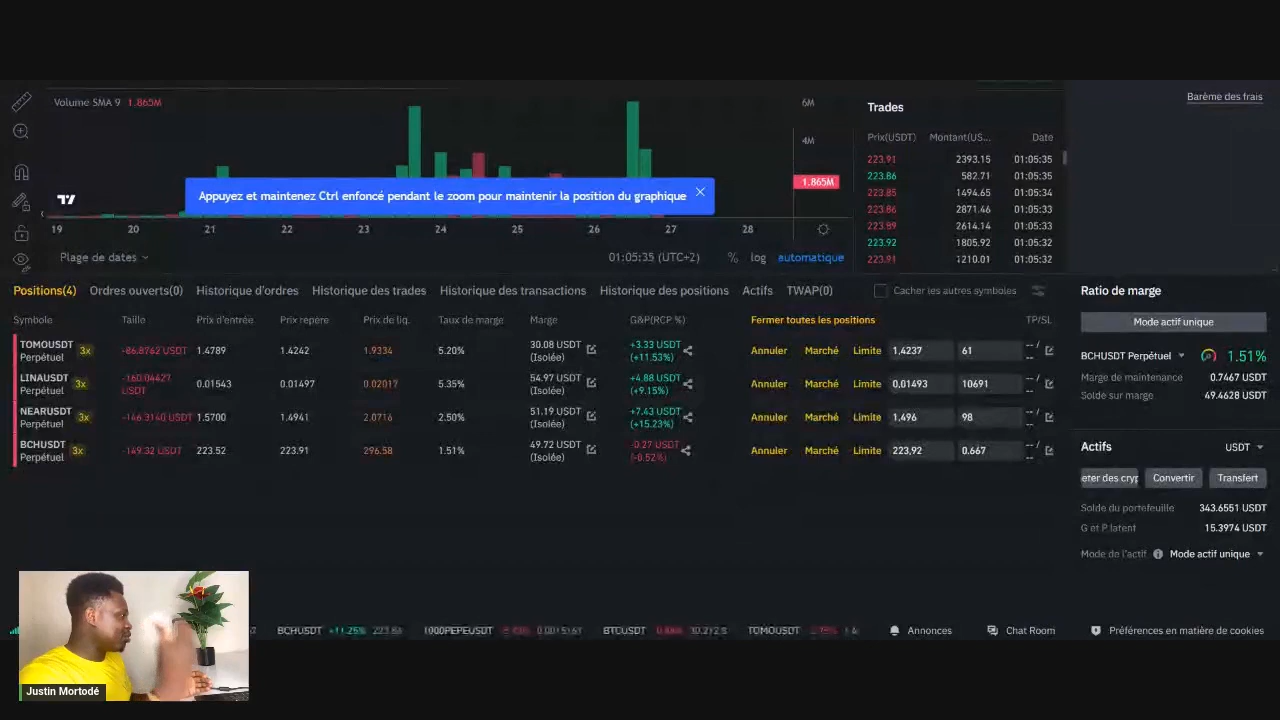 Volume SMA 9 1.865M
6M
4M
1.865M
Appuyez et maintenez Ctrl enfoncé pendant le zoom pour maintenir la position du graphique
19 20 21 22 23 24 25 26 27 28
Plage de dates
01:05:35 (UTC+2) % log automatique
Trades
Prix(USDT) Montant(US... Date
223.91 2393.15 01:05:35
223.86 582.71 01:05:35
223.85 1494.65 01:05:34
223.86 2871.46 01:05:33
223.89 2614.14 01:05:33
223.92 1805.92 01:05:32
223.91 1210.01 01:05:32
Barème des frais
Positions(4) Ordres ouverts(0) Historique d'ordres Historique des trades Historique des transactions Historique des positions Actifs TWAP(0) Cacher les autres symboles
Symbole Taille Prix d'entrée Prix repère Prix de liq. Taux de marge Marge G&P(RCP %) Fermer toutes les positions TP/SL
TOMOUSDT Perpétuel 3x -86.8762 USDT 1.4789 1.4242 1.9334 5.20% 30.08 USDT (Isolée) +3.33 USDT (+11.53%) Annuler Marché Limite 1,4237 61 -- / --
LINAUSDT Perpétuel 3x -160.04427 USDT 0.01543 0.01497 0.02017 5.35% 54.97 USDT (Isolée) +4.88 USDT (+9.15%) Annuler Marché Limite 0,01493 10691 -- / --
NEARUSDT Perpétuel 3x -146.3140 USDT 1.5700 1.4941 2.0716 2.50% 51.19 USDT (Isolée) +7.43 USDT (+15.23%) Annuler Marché Limite 1,496 98 -- / --
BCHUSDT Perpétuel 3x -149.32 USDT 223.52 223.91 296.58 1.51% 49.72 USDT (Isolée) -0.27 USDT (-0.52%) Annuler Marché Limite 223,92 0.667 -- / --
Ratio de marge
Mode actif unique
BCHUSDT Perpétuel 1.51%
Marge de maintenance 0.7467 USDT
Solde sur marge 49.4628 USDT
Actifs USDT
eter des cryp Convertir Transfert
Solde du portefeuille 343.6551 USDT
G et P latent 15.3974 USDT
Mode de l'actif Mode actif unique
Justin Mortodé
BCHUSDT +11.25% 1000PEPEUSDT BTCUSDT TOMOUSDT
Annonces Chat Room Préférences en matière de cookies